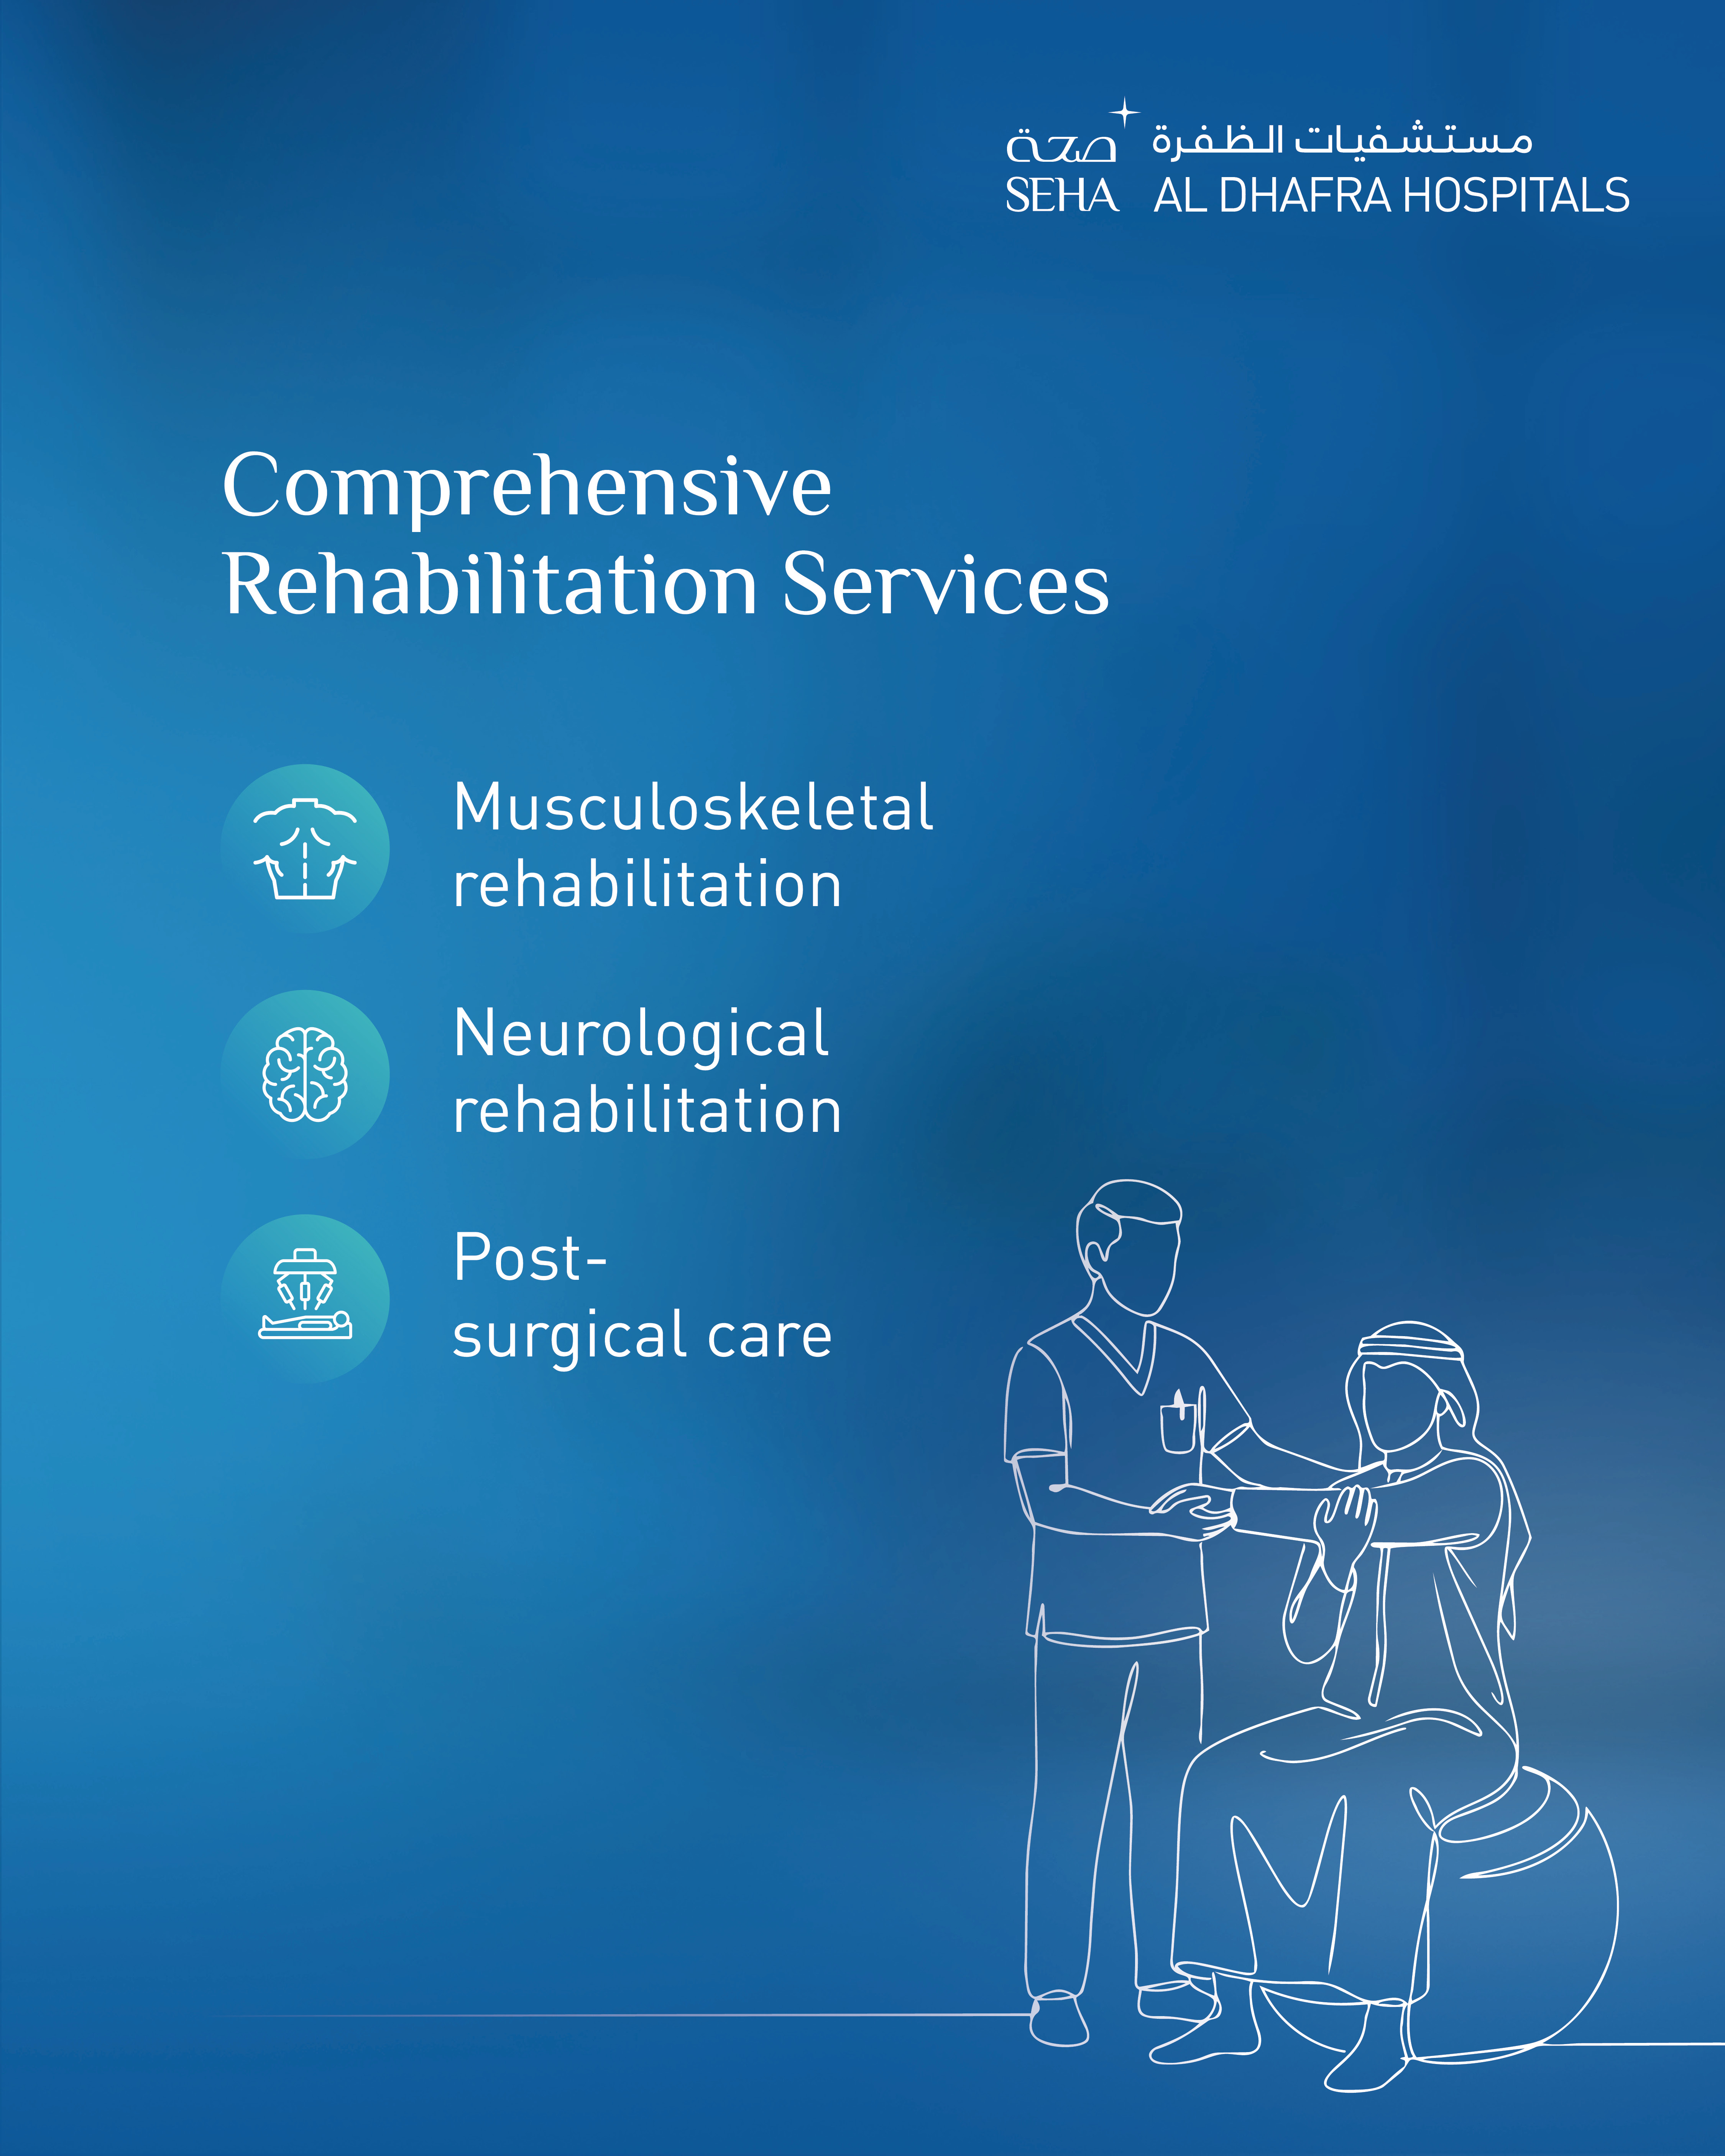 صحة
SEHA
مستشفيات الظفرة
AL DHAFRA HOSPITALS
Comprehensive
Rehabilitation Services
Musculoskeletal
rehabilitation
Neurological
rehabilitation
Post-
surgical care